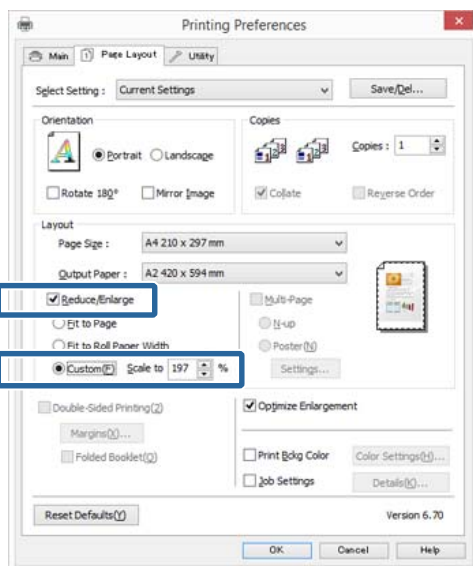 Printing Preferences
Main Page Layout Utility
Select Setting : Current Settings Save/Del...
Orientation Copies
Portrait Landscape Copies : 1
Rotate 180° Mirror Image Collate Reverse Order
Layout
Page Size : A4 210 x 297 mm
Output Paper : A2 420 x 594 mm
Reduce/Enlarge Multi-Page
Fit to Page N-up
Fit to Roll Paper Width Poster(N)
Custom(F) Scale to 197 % Settings...
Double-Sided Printing(2) Optimize Enlargement
Margins(X)...
Folded Booklet(Q) Print Bckg Color Color Settings(H)...
Job Settings Details(K)...
Reset Defaults(Y) Version 6.70
OK Cancel Help